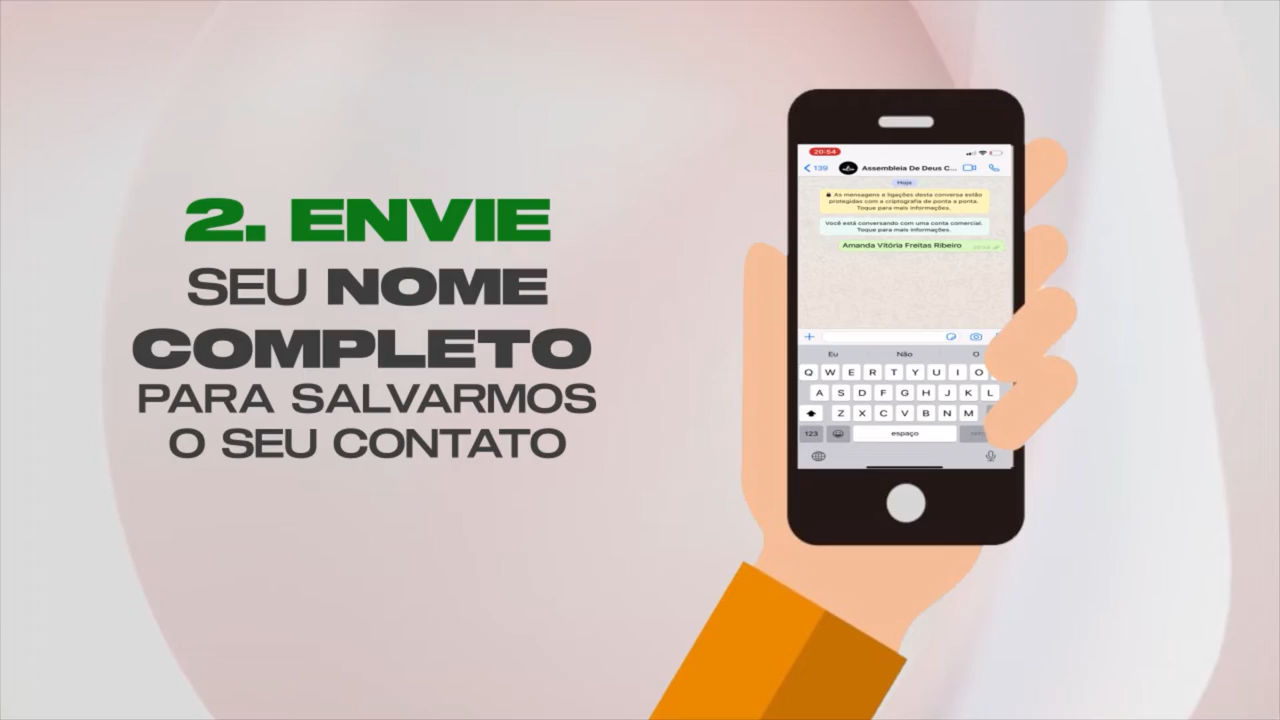 2. ENVIE
SEU NOME
COMPLETO
PARA SALVARMOS
O SEU CONTATO
20:54
139
Assembleia De Deus C...
Hoje
As mensagens e ligações desta conversa estão
protegidas com a criptografia de ponta a ponta.
Toque para mais informações.
Você está conversando com uma conta comercial.
Toque para mais informações.
Amanda Vitória Freitas Ribeiro
Eu Não O
Q W E R T Y U I O
A S D F G H J K L
Z X C V B N M
123 espaço